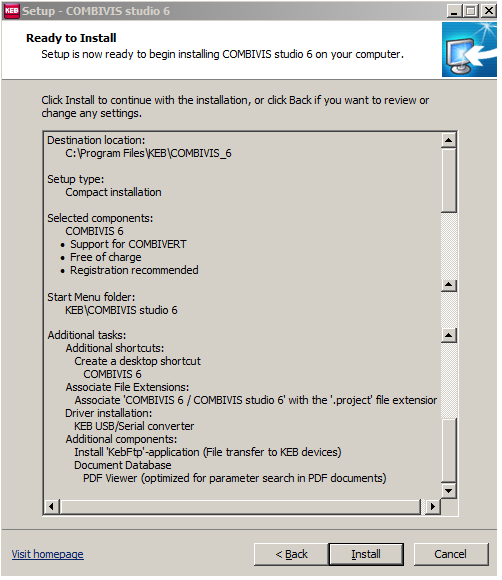 KEB Setup - COMBIVIS studio 6
Ready to Install
Setup is now ready to begin installing COMBIVIS studio 6 on your computer.
Click Install to continue with the installation, or click Back if you want to review or
change any settings.
Destination location:
C:\Program Files\KEB\COMBIVIS_6
Setup type:
Compact installation
Selected components:
COMBIVIS 6
• Support for COMBIVERT
• Free of charge
• Registration recommended
Start Menu folder:
KEB\COMBIVIS studio 6
Additional tasks:
Additional shortcuts:
Create a desktop shortcut
COMBIVIS 6
Associate File Extensions:
Associate 'COMBIVIS 6 / COMBIVIS studio 6' with the '.project' file extension
Driver installation:
KEB USB/Serial converter
Additional components:
Install 'KebFtp'-application (File transfer to KEB devices)
Document Database
PDF Viewer (optimized for parameter search in PDF documents)
Visit homepage
< Back
Install
Cancel